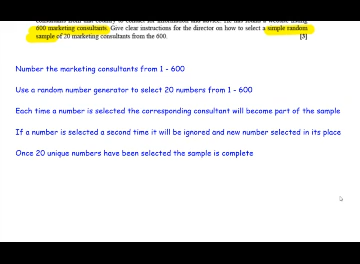 600 marketing consultants. Give clear instructions for the director on how to select a simple random
sample of 20 marketing consultants from the 600. [3]
Number the marketing consultants from 1 - 600
Use a random number generator to select 20 numbers from 1 - 600
Each time a number is selected the corresponding consultant will become part of the sample
If a number is selected a second time it will be ignored and new number selected in its place
Once 20 unique numbers have been selected the sample is complete